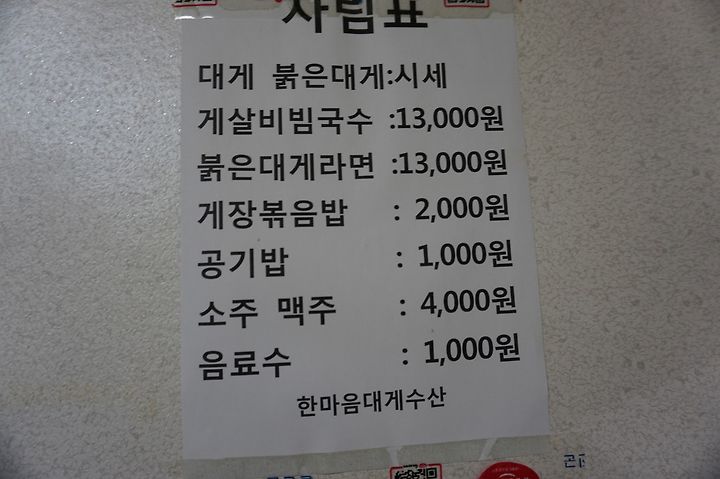 차림표
대게 붉은대게:시세
게살비빔국수 :13,000원
붉은대게라면 :13,000원
게장볶음밥 : 2,000원
공기밥 : 1,000원
소주 맥주 : 4,000원
음료수 : 1,000원
한마음대게수산